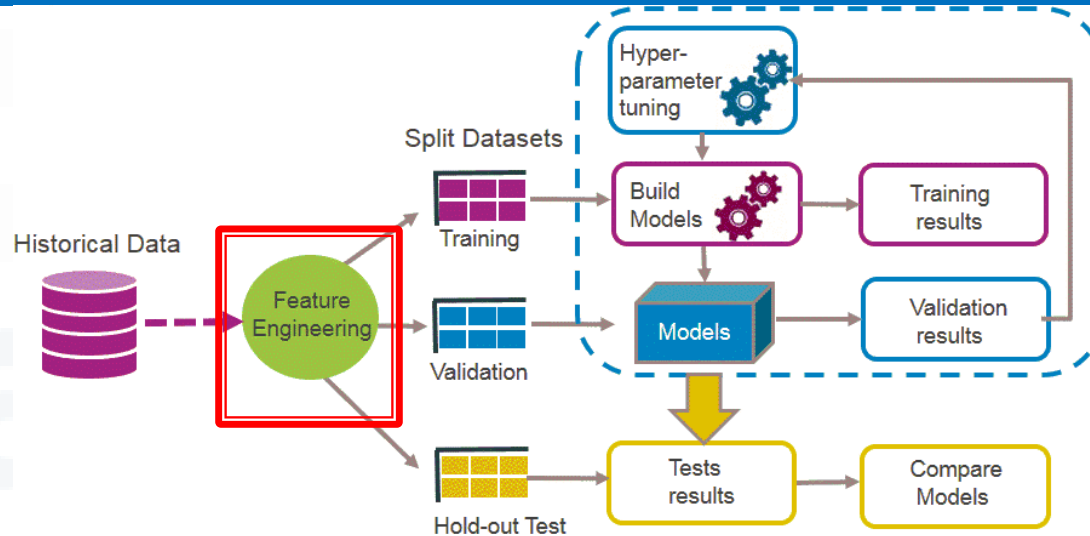 Hyper-
parameter
tuning
Split Datasets
Build
Models
Training
results
Training
Historical Data
Feature
Engineering
Validation
results
Models
Validation
Tests
results
Compare
Models
Hold-out Test